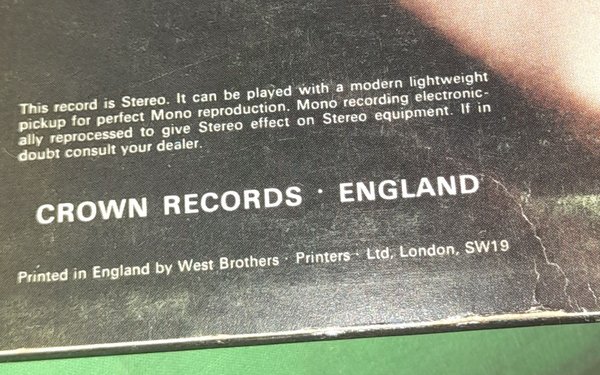 This record is Stereo. It can be played with a modern lightweight
pickup for perfect Mono reproduction. Mono recording electronic-
ally reprocessed to give Stereo effect on Stereo equipment. If in
doubt consult your dealer.
CROWN RECORDS · ENGLAND
Printed in England by West Brothers · Printers · Ltd, London, SW19